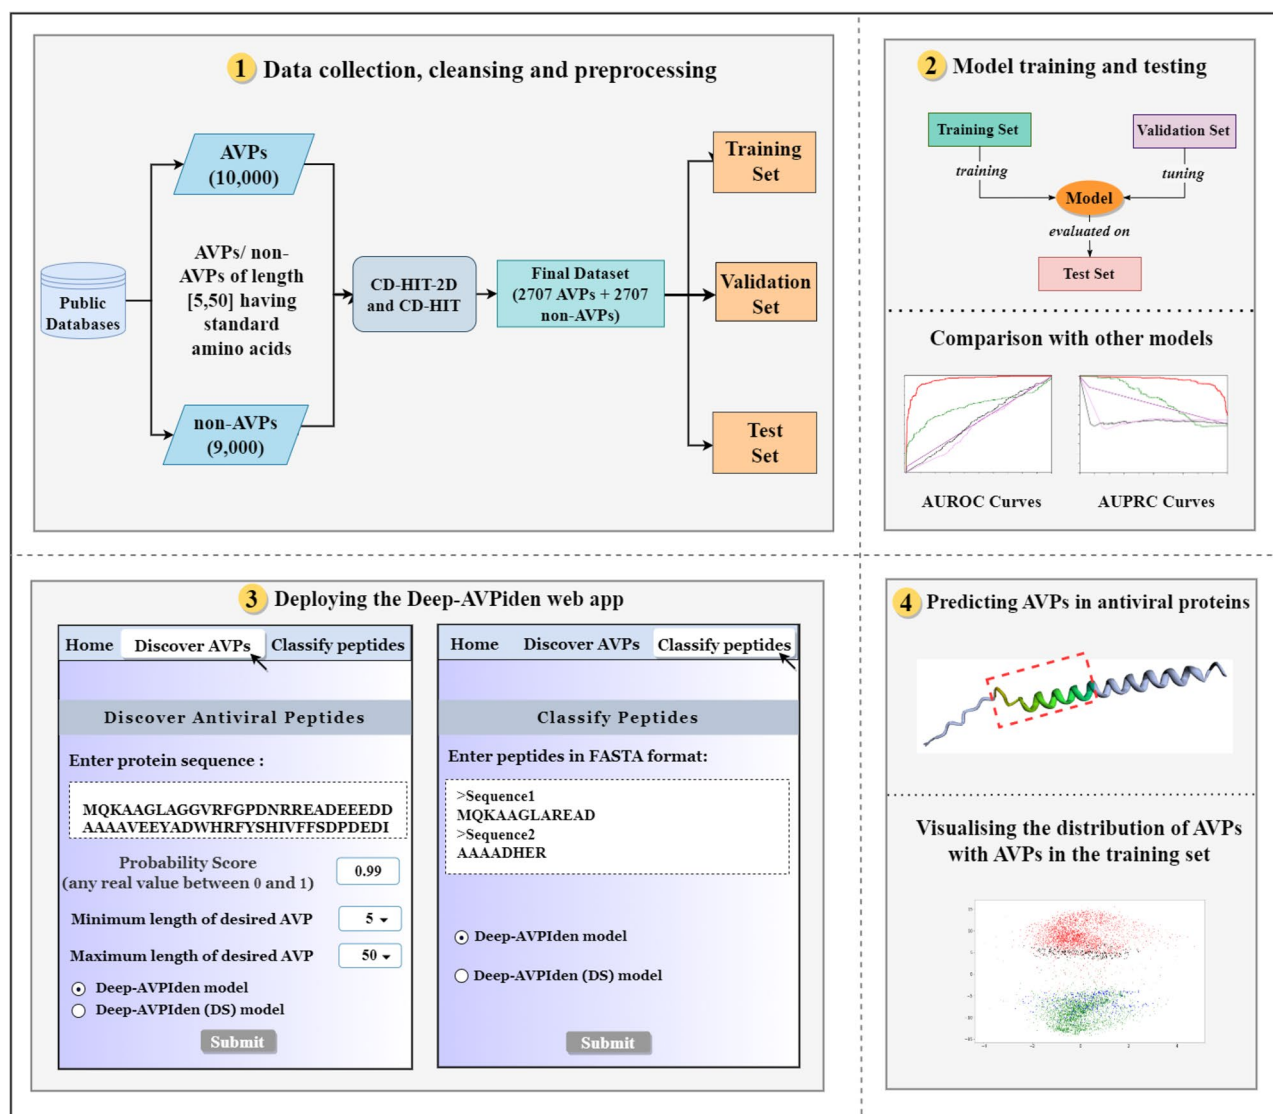 1 Data collection, cleansing and preprocessing
Public
Databases
AVPs
(10,000)
AVPs/ non-
AVPs of length
[5,50] having
standard
amino acids
non-AVPs
(9,000)
CD-HIT-2D
and CD-HIT
Final Dataset
(2707 AVPs + 2707
non-AVPs)
Training
Set
Validation
Set
Test
Set
2 Model training and testing
Training Set
Validation Set
training
tuning
Model
evaluated on
Test Set
Comparison with other models
AUROC Curves
AUPRC Curves
3 Deploying the Deep-AVPiden web app
Home Discover AVPs Classify peptides
Discover Antiviral Peptides
Enter protein sequence :
MQKAAGLAGGVRFGPDNRREADEEEDD
AAAAVEEYADWHRFYSHIVFFSDPDEDI
Probability Score
(any real value between 0 and 1)
0.99
Minimum length of desired AVP
5
Maximum length of desired AVP
50
Deep-AVPIden model
Deep-AVPIden (DS) model
Submit
Home Discover AVPs Classify peptides
Classify Peptides
Enter peptides in FASTA format:
>Sequence1
MQKAAGLAREAD
>Sequence2
AAAADHER
Deep-AVPIden model
Deep-AVPIden (DS) model
Submit
4 Predicting AVPs in antiviral proteins
Visualising the distribution of AVPs
with AVPs in the training set